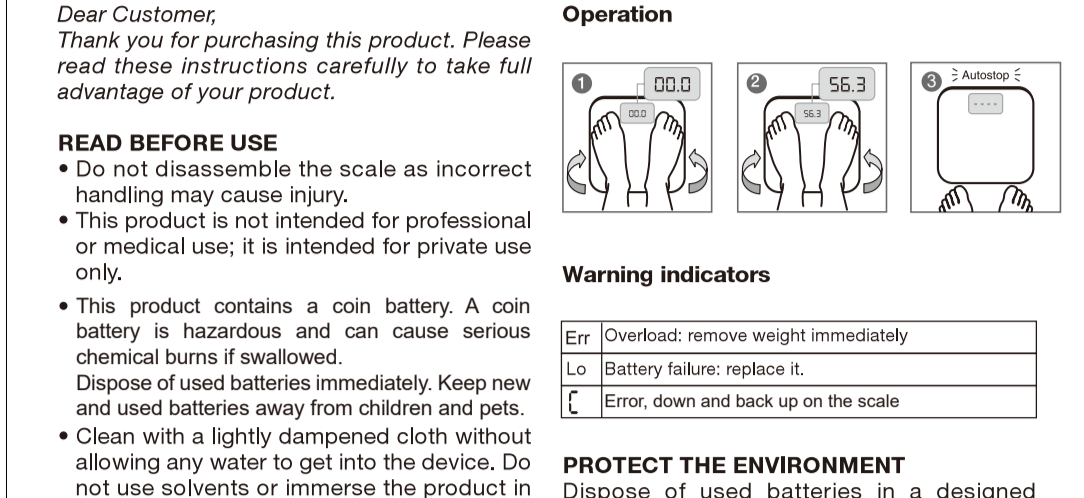 Dear Customer,
Thank you for purchasing this product. Please
read these instructions carefully to take full
advantage of your product.
READ BEFORE USE
• Do not disassemble the scale as incorrect
handling may cause injury.
• This product is not intended for professional
or medical use; it is intended for private use
only.
• This product contains a coin battery. A coin
battery is hazardous and can cause serious
chemical burns if swallowed.
Dispose of used batteries immediately. Keep new
and used batteries away from children and pets.
• Clean with a lightly dampened cloth without
allowing any water to get into the device. Do
not use solvents or immerse the product in
Operation
1
00.0
00.0
2
56.3
56.3
3
Autostop
----
Warning indicators
Err Overload: remove weight immediately
Lo Battery failure: replace it.
C Error, down and back up on the scale
PROTECT THE ENVIRONMENT
Dispose of used batteries in a designed